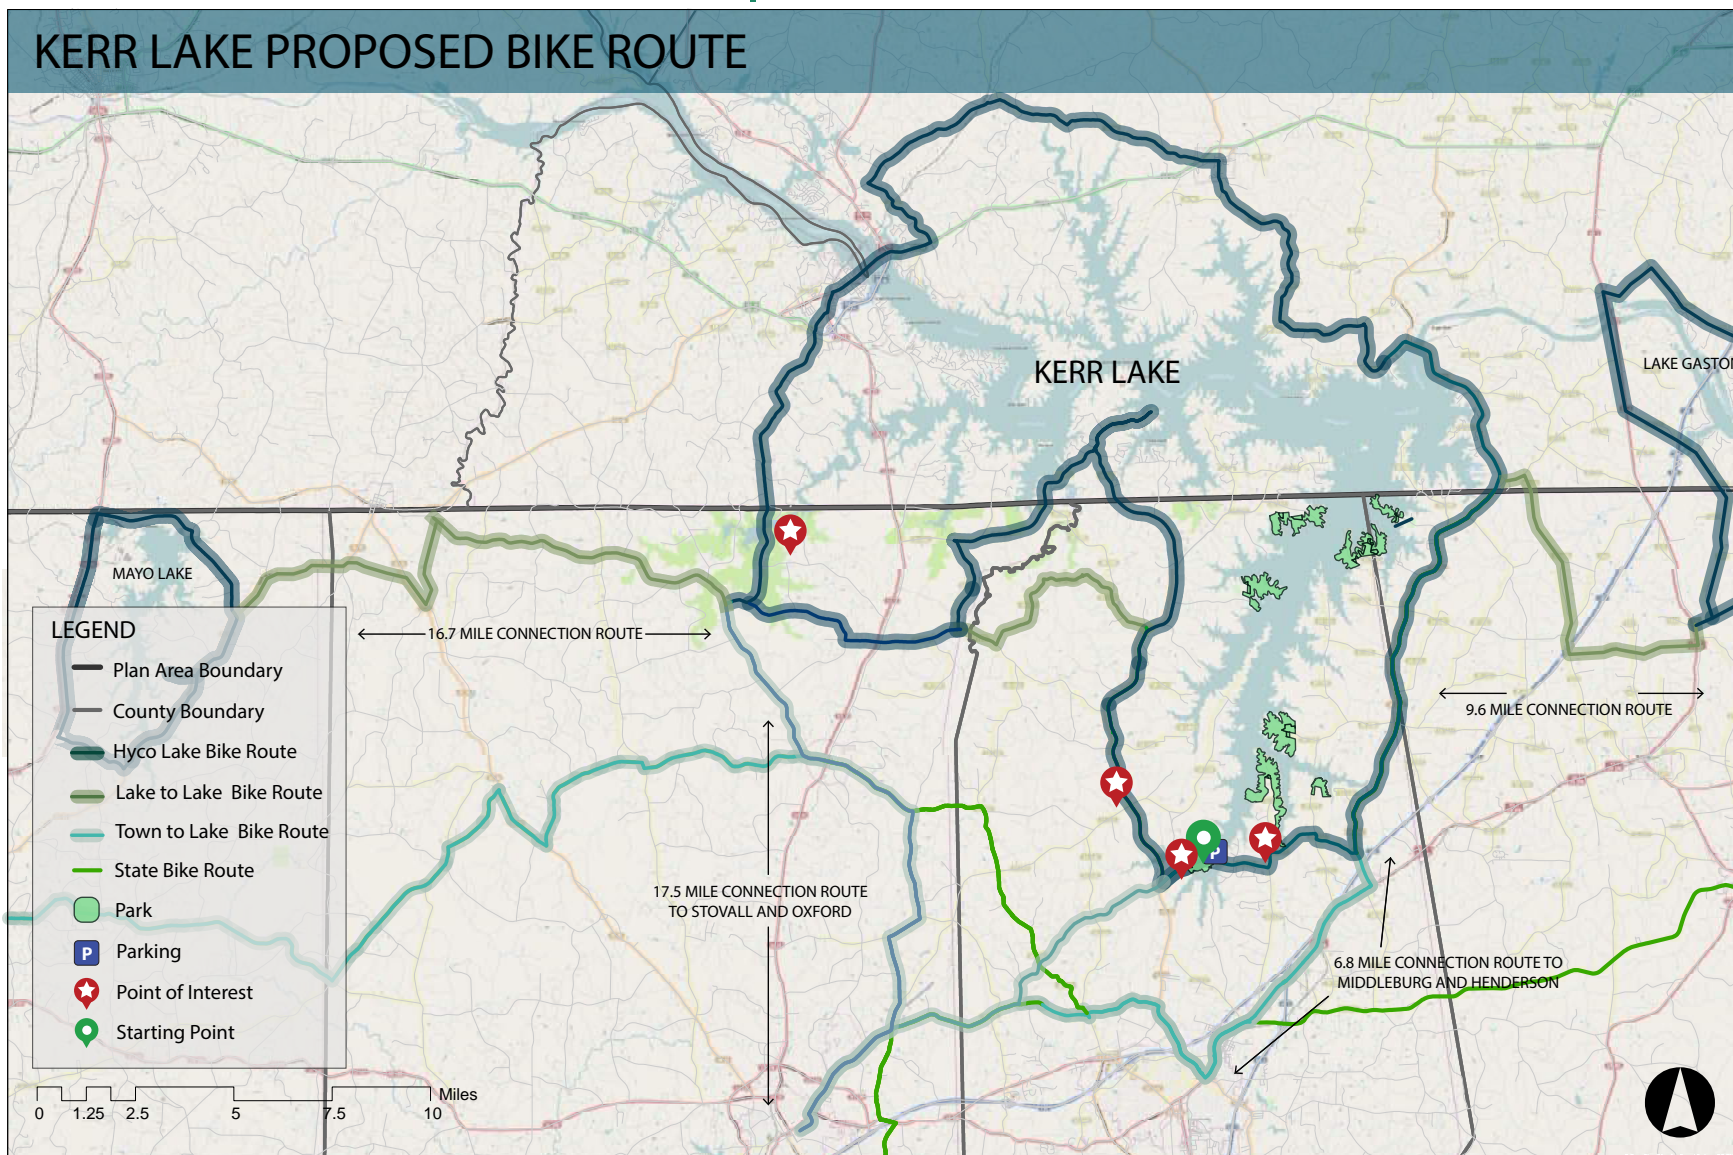 KERR LAKE PROPOSED BIKE ROUTE
KERR LAKE
LAKE GASTON
MAYO LAKE
LEGEND
Plan Area Boundary
County Boundary
Hyco Lake Bike Route
Lake to Lake Bike Route
Town to Lake Bike Route
State Bike Route
Park
P Parking
Point of Interest
Starting Point
16.7 MILE CONNECTION ROUTE
9.6 MILE CONNECTION ROUTE
17.5 MILE CONNECTION ROUTE
TO STOVALL AND OXFORD
P
6.8 MILE CONNECTION ROUTE TO
MIDDLEBURG AND HENDERSON
Miles
0 1.25 2.5 5 7.5 10